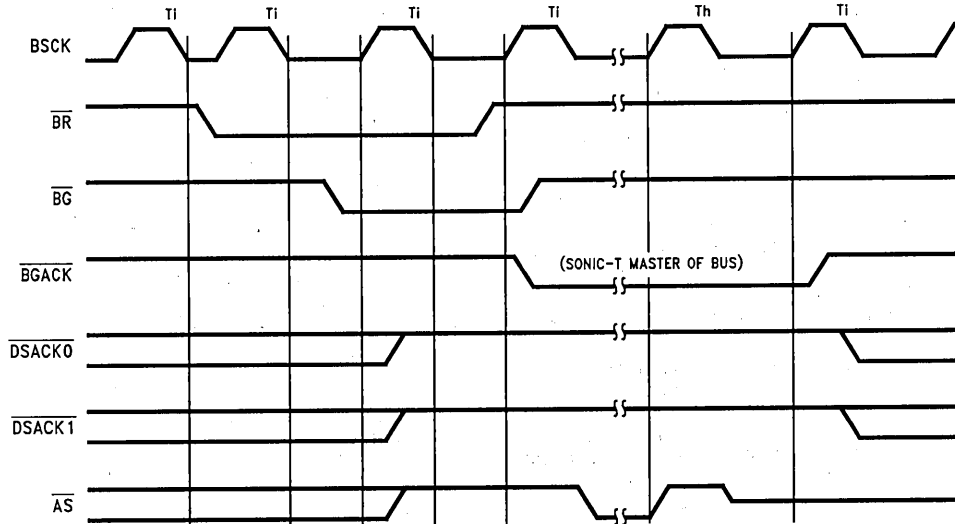 Ti Ti Ti Ti Th Ti
BSCK
BR
BG
BGACK
(SONIC-T MASTER OF BUS)
DSACK0
DSACK1
AS